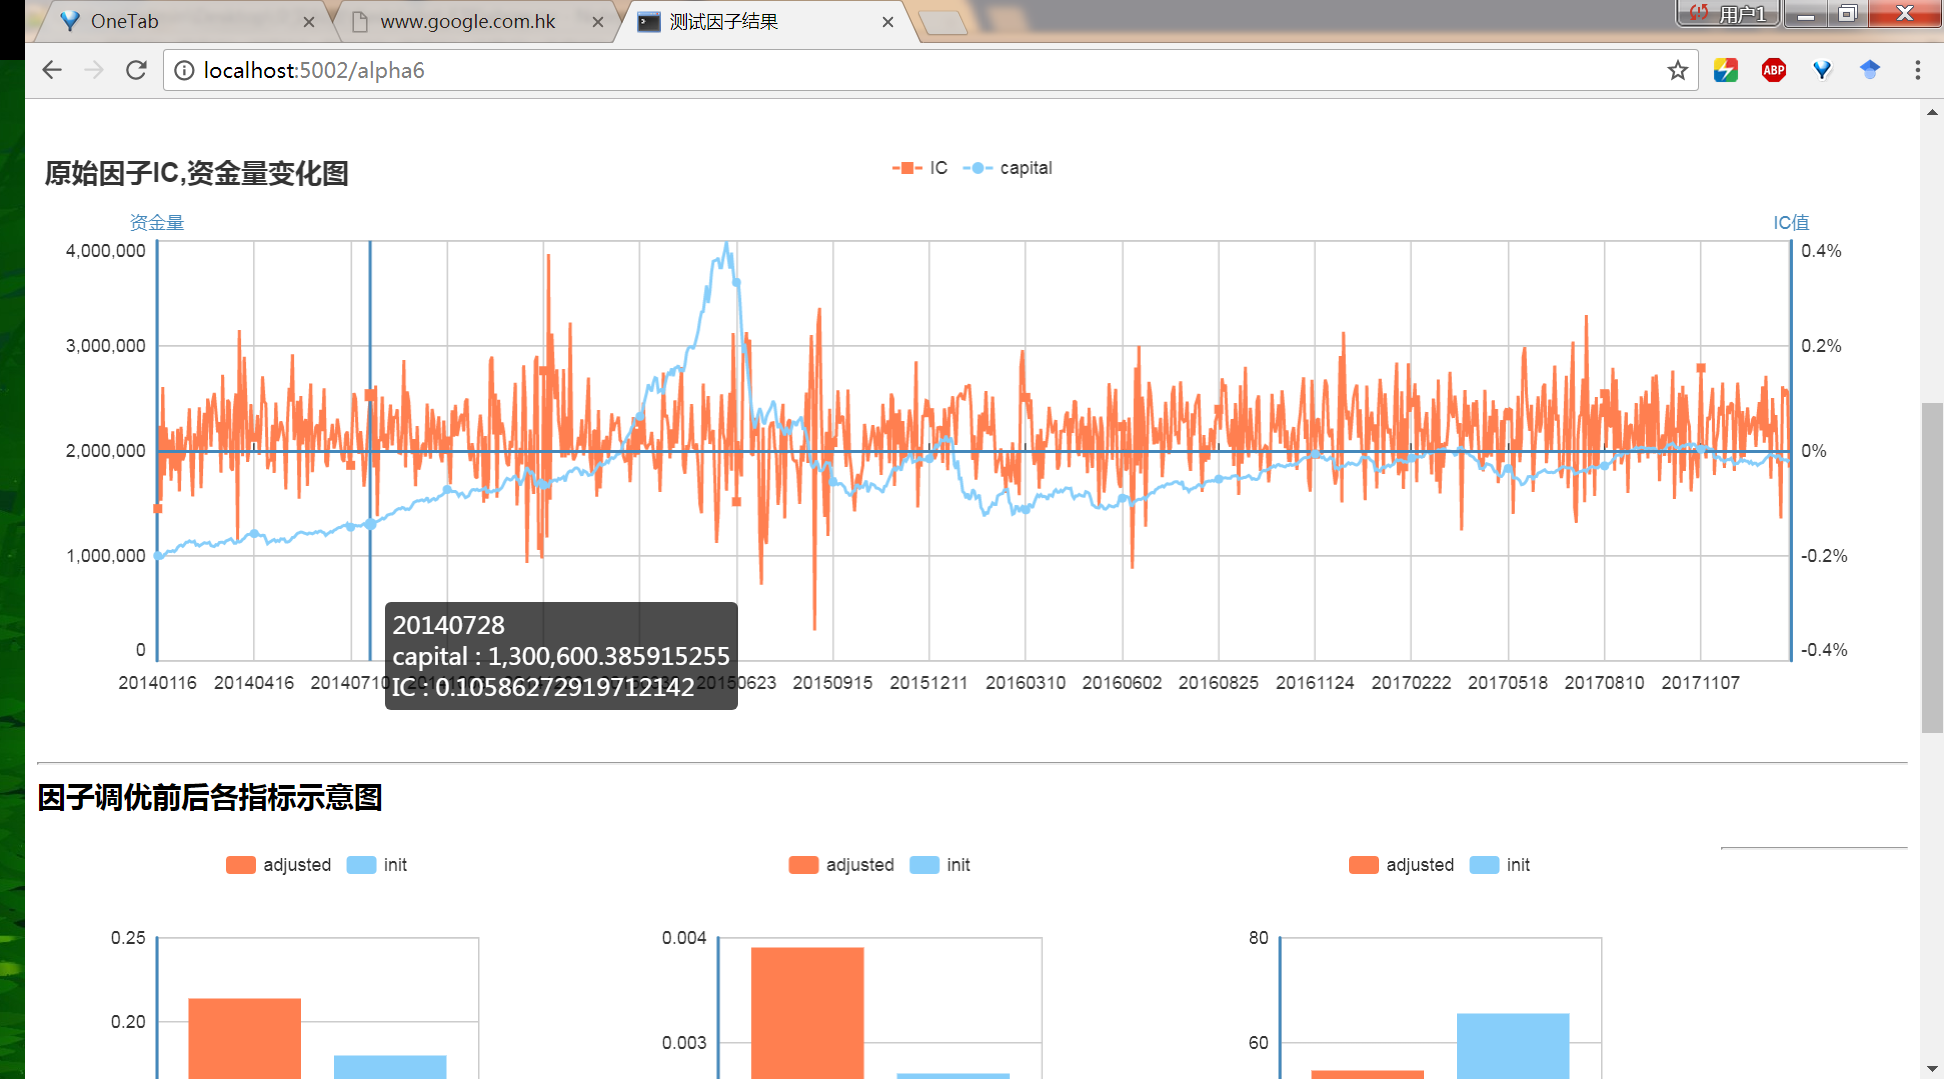 OneTab
www.google.com.hk
测试因子结果
用户1
localhost:5002/alpha6
ABP
原始因子IC,资金量变化图
IC
capital
资金量
IC值
4,000,000
3,000,000
2,000,000
1,000,000
0
0.4%
0.2%
0%
-0.2%
-0.4%
20140728
capital : 1,300,600.385915255
IC : 0.10586272919712142
20140116 20140416 20140710 20150623 20150915 20151211 20160310 20160602 20160825 20161124 20170222 20170518 20170810 20171107
因子调优前后各指标示意图
adjusted init
0.25
0.20
adjusted init
0.004
0.003
adjusted init
80
60